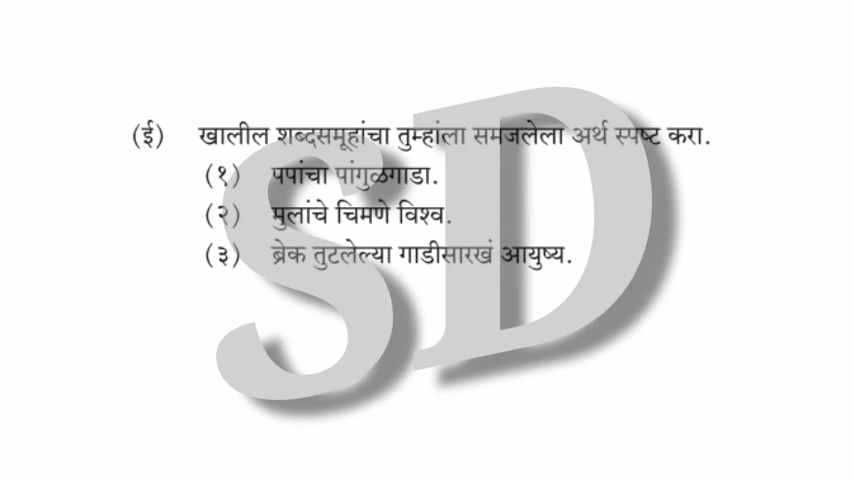 (ई) खालील शब्दसमूहांचा तुम्हांला समजलेला अर्थ स्पष्ट करा.
(१) पपांचा पांगुळगाडा.
(२) मुलांचे चिमणे विश्व.
(३) ब्रेक तुटलेल्या गाडीसारखं आयुष्य.
SD